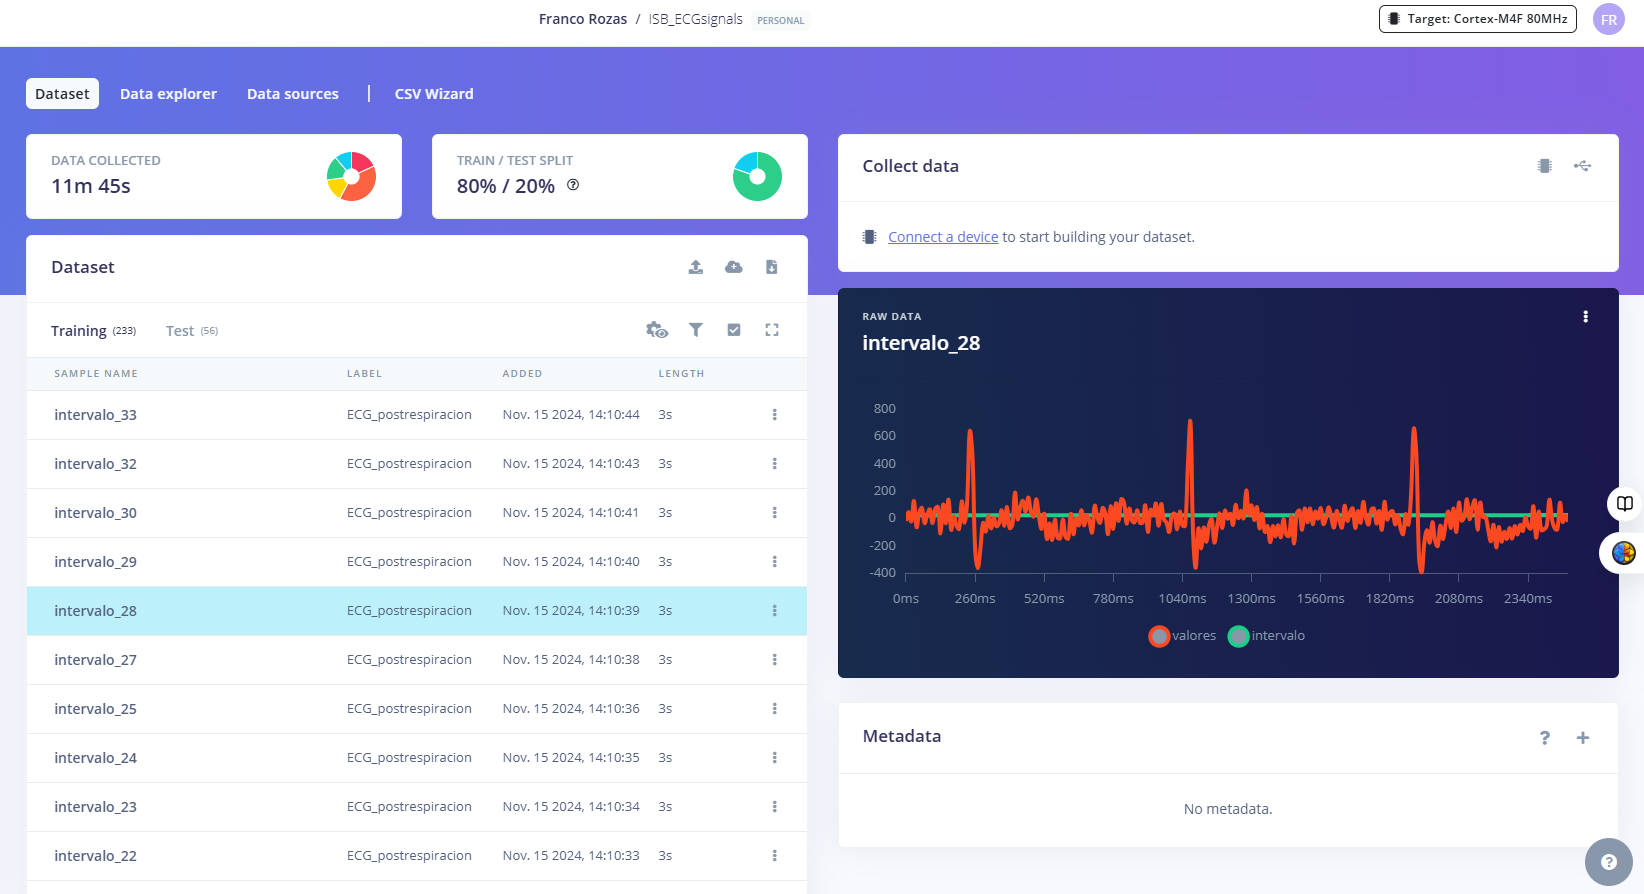 Franco Rozas / ISB_ECGsignals PERSONAL
Target: Cortex-M4F 80MHz
FR
Dataset Data explorer Data sources | CSV Wizard
DATA COLLECTED
11m 45s
TRAIN / TEST SPLIT
80% / 20% ?
Collect data
Connect a device to start building your dataset.
Dataset
Training (233) Test (56)
SAMPLE NAME LABEL ADDED LENGTH
intervalo_33 ECG_postrespiracion Nov. 15 2024, 14:10:44 3s
intervalo_32 ECG_postrespiracion Nov. 15 2024, 14:10:43 3s
intervalo_30 ECG_postrespiracion Nov. 15 2024, 14:10:41 3s
intervalo_29 ECG_postrespiracion Nov. 15 2024, 14:10:40 3s
intervalo_28 ECG_postrespiracion Nov. 15 2024, 14:10:39 3s
intervalo_27 ECG_postrespiracion Nov. 15 2024, 14:10:38 3s
intervalo_25 ECG_postrespiracion Nov. 15 2024, 14:10:36 3s
intervalo_24 ECG_postrespiracion Nov. 15 2024, 14:10:35 3s
intervalo_23 ECG_postrespiracion Nov. 15 2024, 14:10:34 3s
intervalo_22 ECG_postrespiracion Nov. 15 2024, 14:10:33 3s
RAW DATA
intervalo_28
800
600
400
200
0
-200
-400
0ms 260ms 520ms 780ms 1040ms 1300ms 1560ms 1820ms 2080ms 2340ms
valores intervalo
Metadata ? +
No metadata.
?